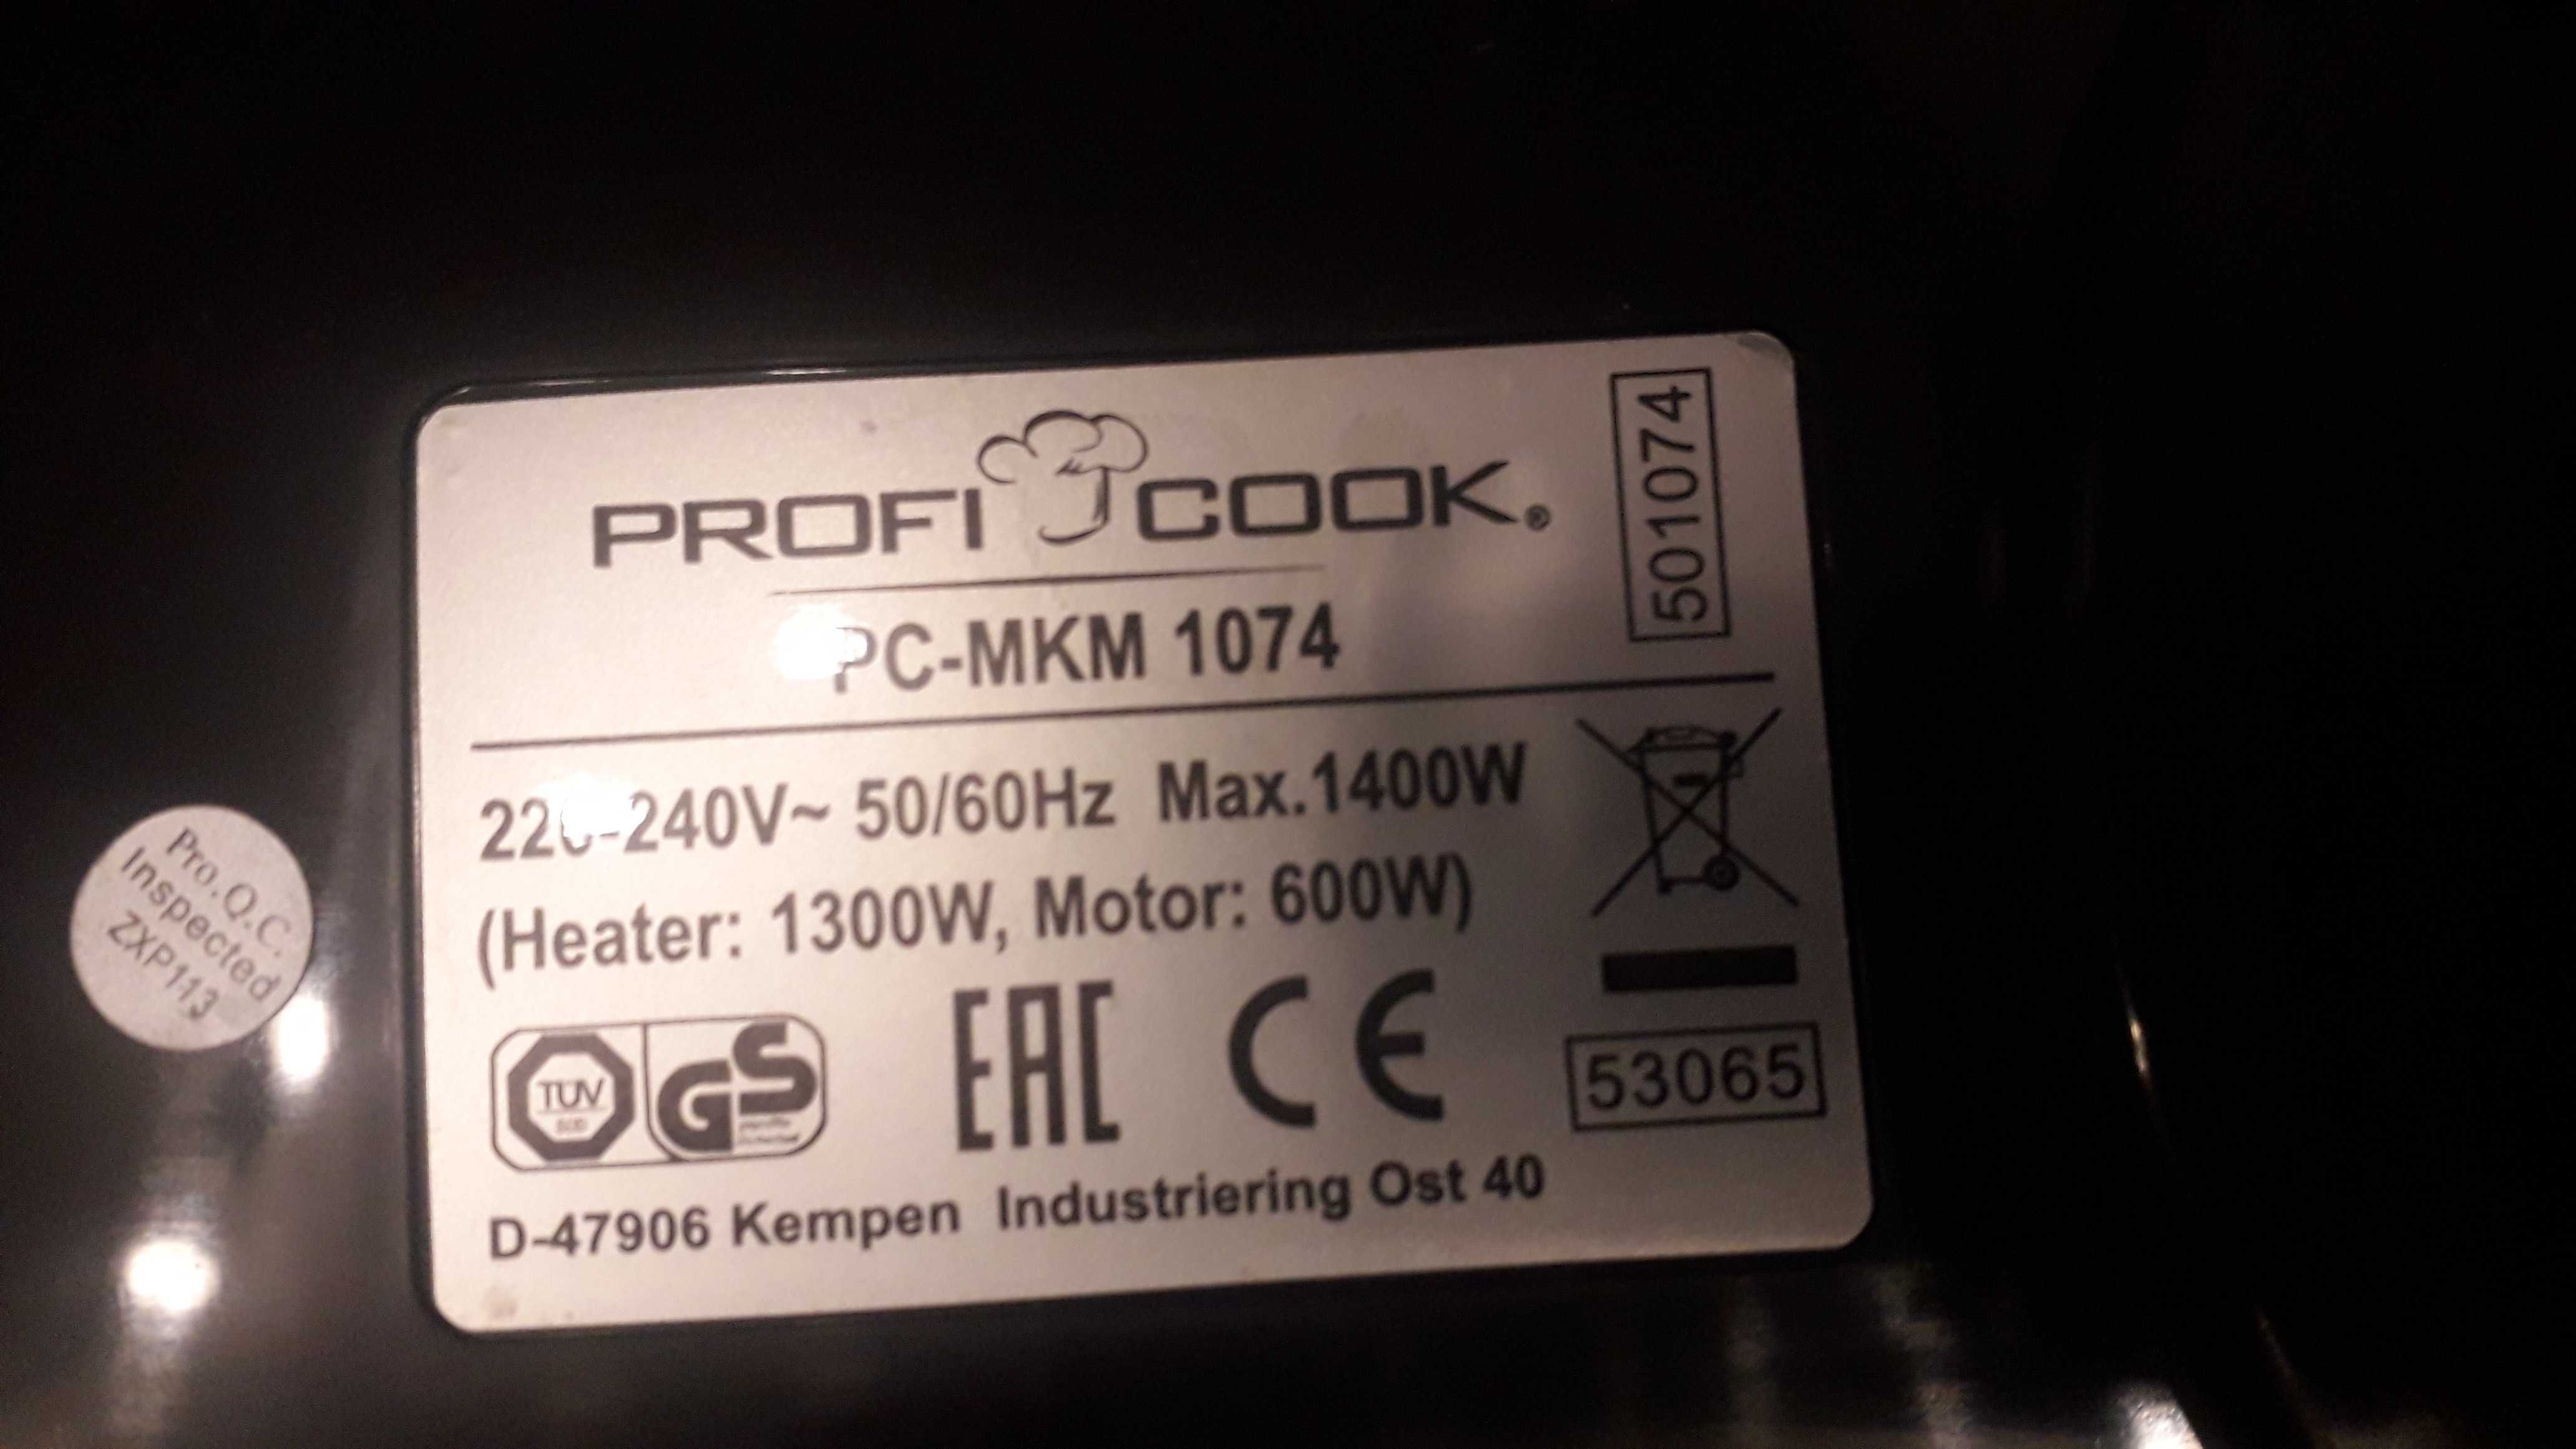 PROFI COOK®
501074
PC-MKM 1074
220-240V~ 50/60Hz Max.1400W
(Heater: 1300W, Motor: 600W)
TÜV
GS
EAC CE
53065
D-47906 Kempen Industriering Ost 40
Pro.Q.C.
Inspected
ZXP113